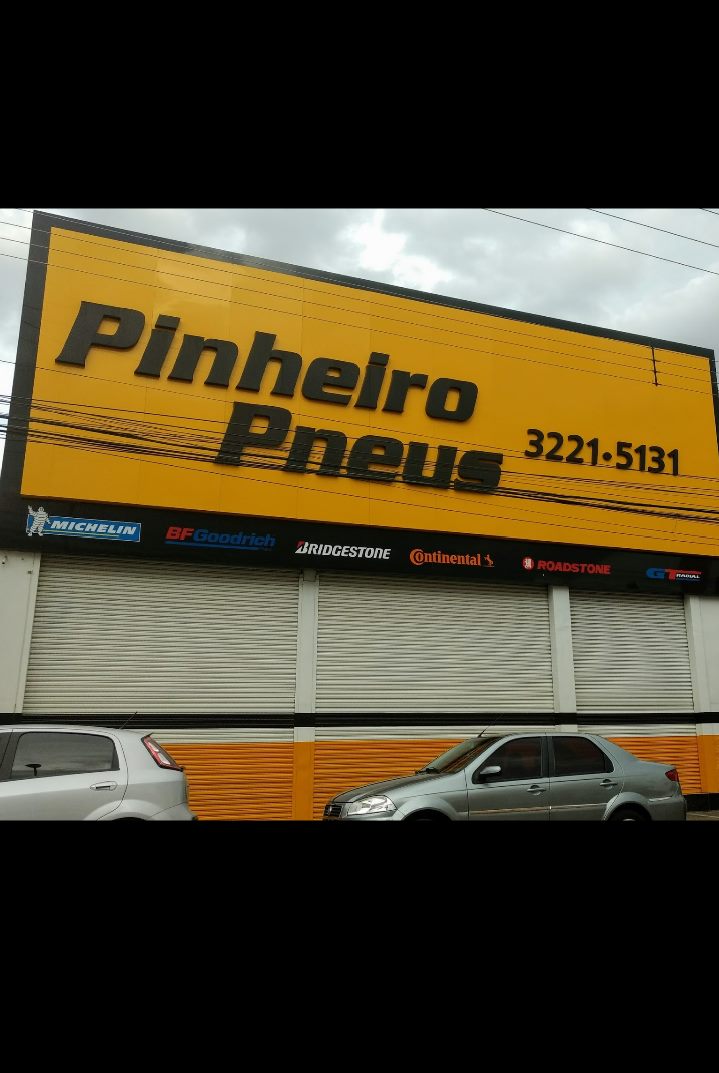 Pinheiro
Pneus
3221·5131
MICHELIN
BFGoodrich
BRIDGESTONE
Continental
ROADSTONE
GT RADIAL